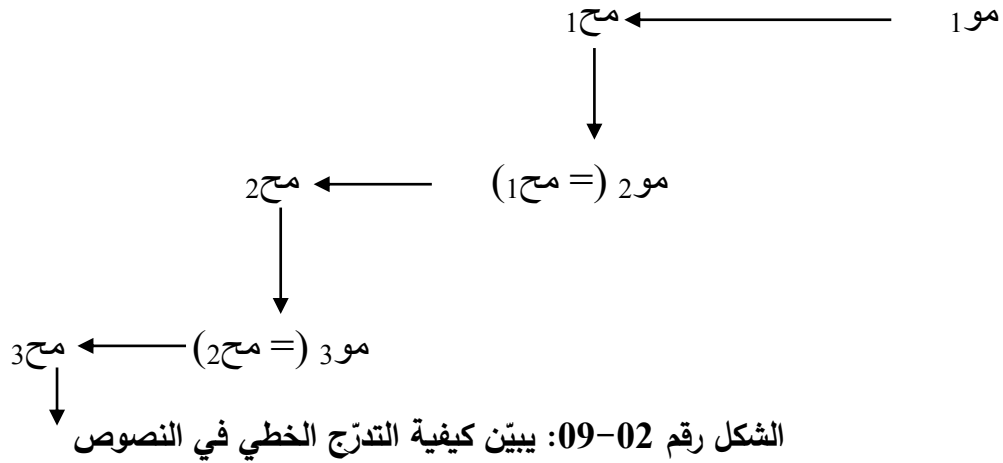 مو1 مح1
مو2 (= مح1) مح2
مو3 (= مح2) مح3
الشكل رقم 02-09: يبيّن كيفية التدرّج الخطي في النصوص